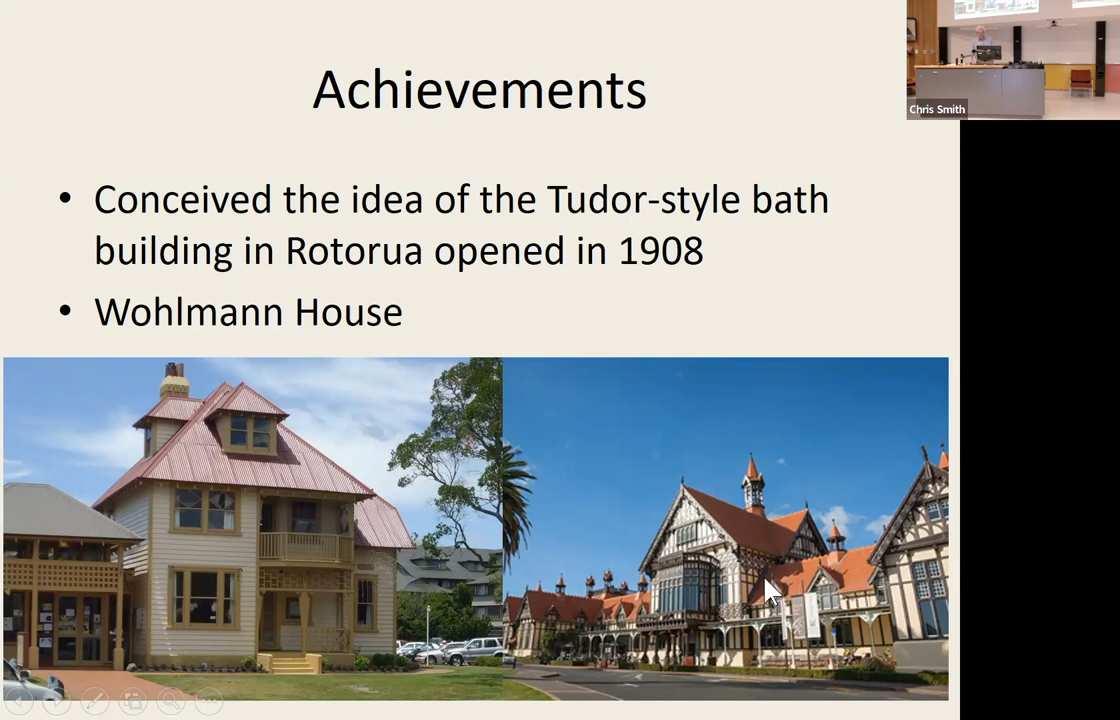 Achievements
• Conceived the idea of the Tudor-style bath
building in Rotorua opened in 1908
• Wohlmann House
Chris Smith